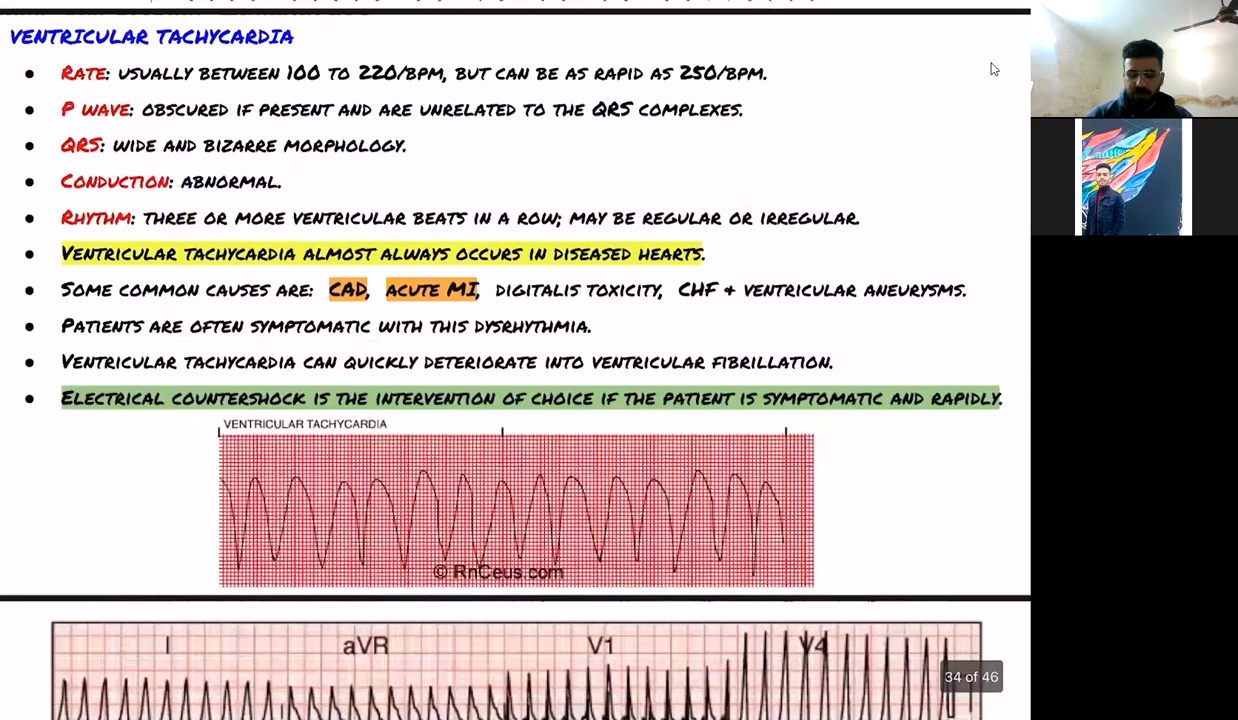 VENTRICULAR TACHYCARDIA
● RATE: USUALLY BETWEEN 100 TO 220/BPM, BUT CAN BE AS RAPID AS 250/BPM.
● P WAVE: OBSCURED IF PRESENT AND ARE UNRELATED TO THE QRS COMPLEXES.
● QRS: WIDE AND BIZARRE MORPHOLOGY.
● CONDUCTION: ABNORMAL.
● RHYTHM: THREE OR MORE VENTRICULAR BEATS IN A ROW; MAY BE REGULAR OR IRREGULAR.
● VENTRICULAR TACHYCARDIA ALMOST ALWAYS OCCURS IN DISEASED HEARTS.
● SOME COMMON CAUSES ARE: CAD, ACUTE MI, DIGITALIS TOXICITY, CHF + VENTRICULAR ANEURYSMS.
● PATIENTS ARE OFTEN SYMPTOMATIC WITH THIS DYSRHYTHMIA.
● VENTRICULAR TACHYCARDIA CAN QUICKLY DETERIORATE INTO VENTRICULAR FIBRILLATION.
● ELECTRICAL COUNTERSHOCK IS THE INTERVENTION OF CHOICE IF THE PATIENT IS SYMPTOMATIC AND RAPIDLY.
VENTRICULAR TACHYCARDIA
© RnCeus.com
I aVR V1 V4
34 of 46